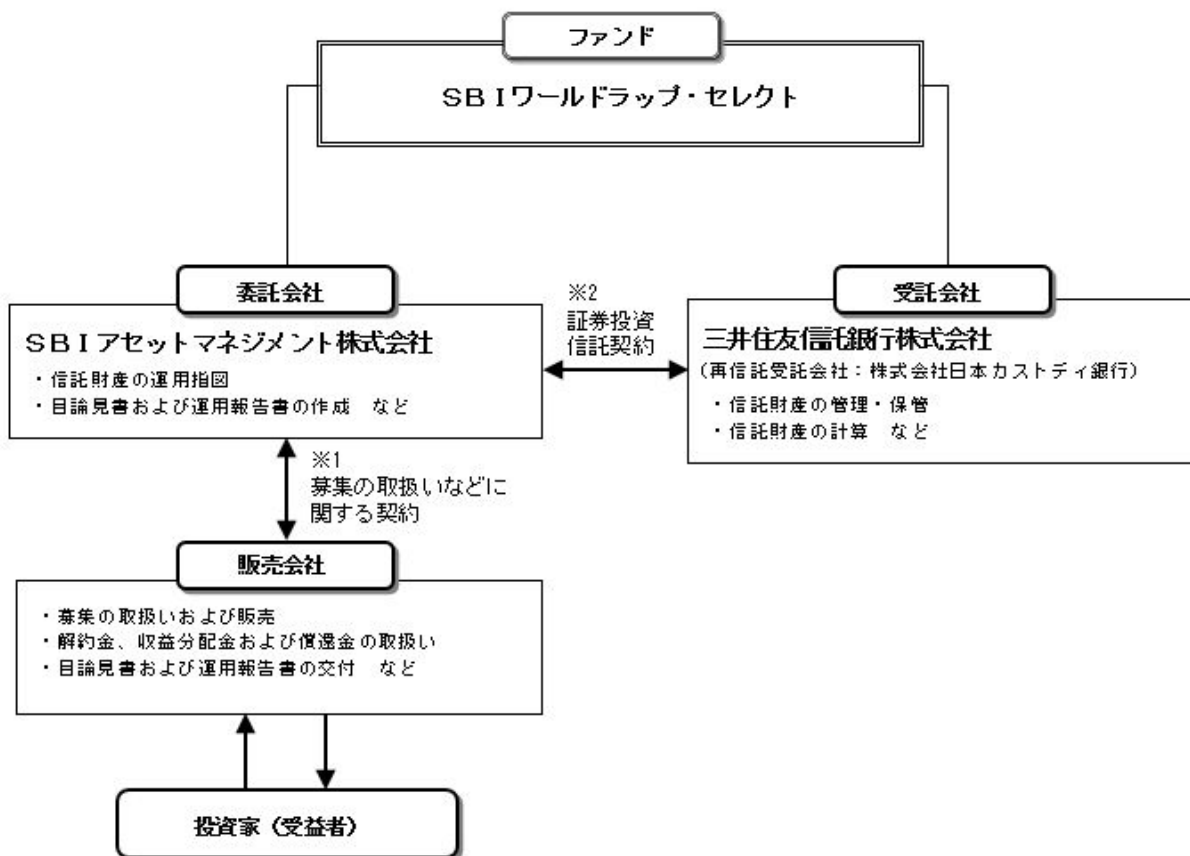 ファンド
SBIワールドラップ・セレクト
委託会社
SBIアセットマネジメント株式会社
・信託財産の運用指図
・目論見書および運用報告書の作成　など
※2
証券投資
信託契約
受託会社
三井住友信託銀行株式会社
(再信託受託会社：株式会社日本カストディ銀行)
・信託財産の管理・保管
・信託財産の計算　など
※1
募集の取扱いなどに
関する契約
販売会社
・募集の取扱いおよび販売
・解約金、収益分配金および償還金の取扱い
・目論見書および運用報告書の交付　など
投資家（受益者）